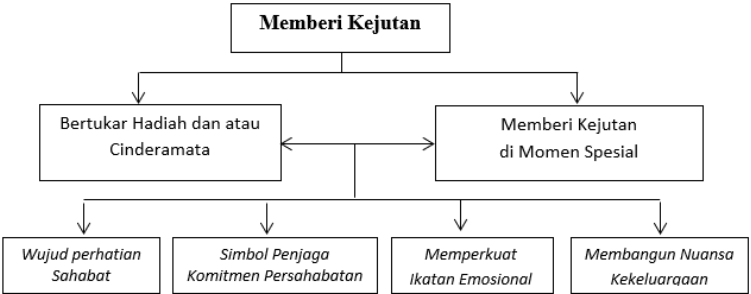 Memberi Kejutan
Bertukar Hadiah dan atau
Cinderamata
Memberi Kejutan
di Momen Spesial
Wujud perhatian
Sahabat
Simbol Penjaga
Komitmen Persahabatan
Memperkuat
Ikatan Emosional
Membangun Nuansa
Kekeluargaan